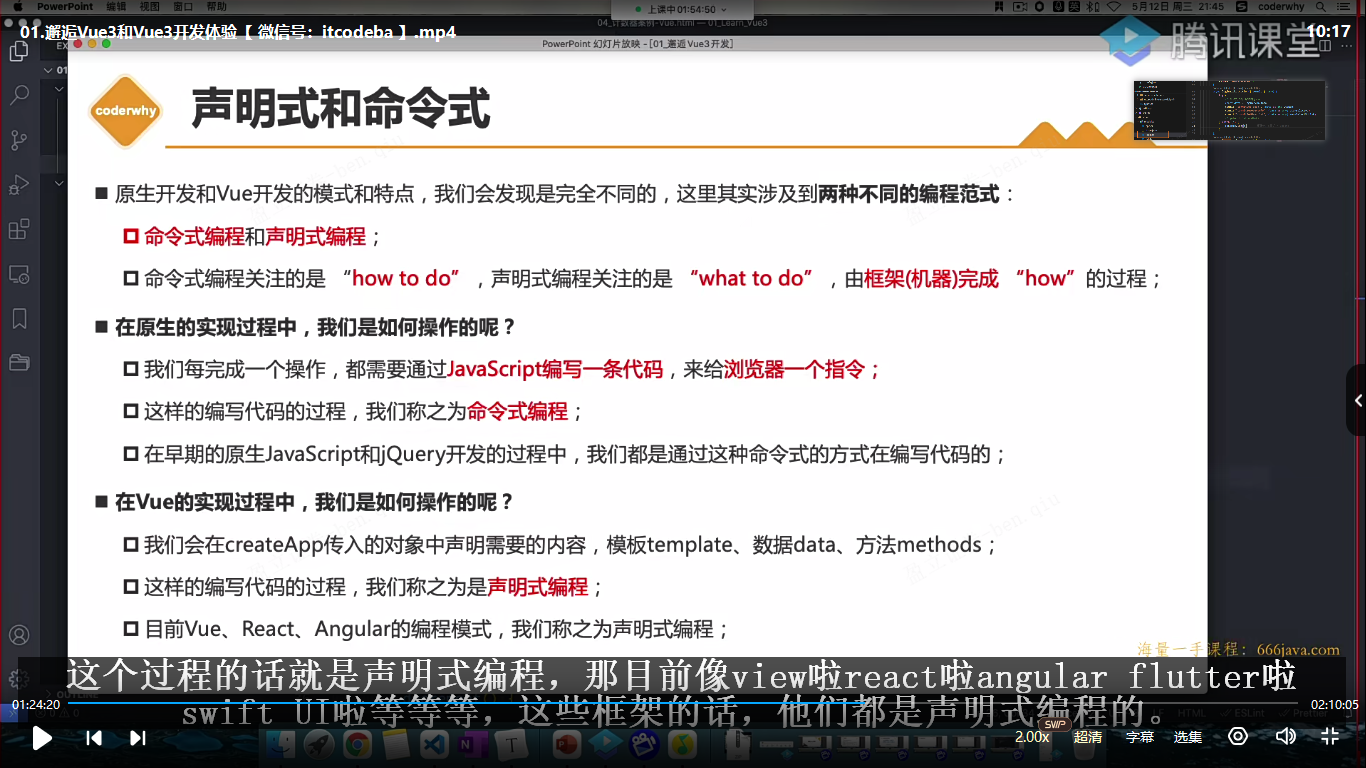 PowerPoint 编辑 视图 窗口 帮助
上课中 01:54:50
5月12日 周三 21:45 coderwhy
04_计数器案例-Vue.html — 01_Learn_Vue3
01.邂逅Vue3和Vue3开发体验【 微信号：itcodeba 】.mp4
10:17
PowerPoint 幻灯片放映 - [01_邂逅Vue3开发]
腾讯课堂
coderwhy
声明式和命令式
原生开发和Vue开发的模式和特点，我们会发现是完全不同的，这里其实涉及到两种不同的编程范式：
命令式编程和声明式编程；
命令式编程关注的是 “how to do” ，声明式编程关注的是 “what to do” ，由框架(机器)完成 “how” 的过程；
在原生的实现过程中，我们是如何操作的呢？
我们每完成一个操作，都需要通过JavaScript编写一条代码，来给浏览器一个指令；
这样的编写代码的过程，我们称之为命令式编程；
在早期的原生JavaScript和jQuery开发的过程中，我们都是通过这种命令式的方式在编写代码的；
在Vue的实现过程中，我们是如何操作的呢？
我们会在createApp传入的对象中声明需要的内容，模板template、数据data、方法methods；
这样的编写代码的过程，我们称之为是声明式编程；
目前Vue、React、Angular的编程模式，我们称之为声明式编程；
海量一手课程：666java.com
这个过程的话就是声明式编程，那目前像view啦react啦angular flutter啦
OUTLINE
swift UI啦等等等，这些框架的话，他们都是声明式编程的。
01:24:20
02:10:05
SVIP
2.00x 超清 字幕 选集